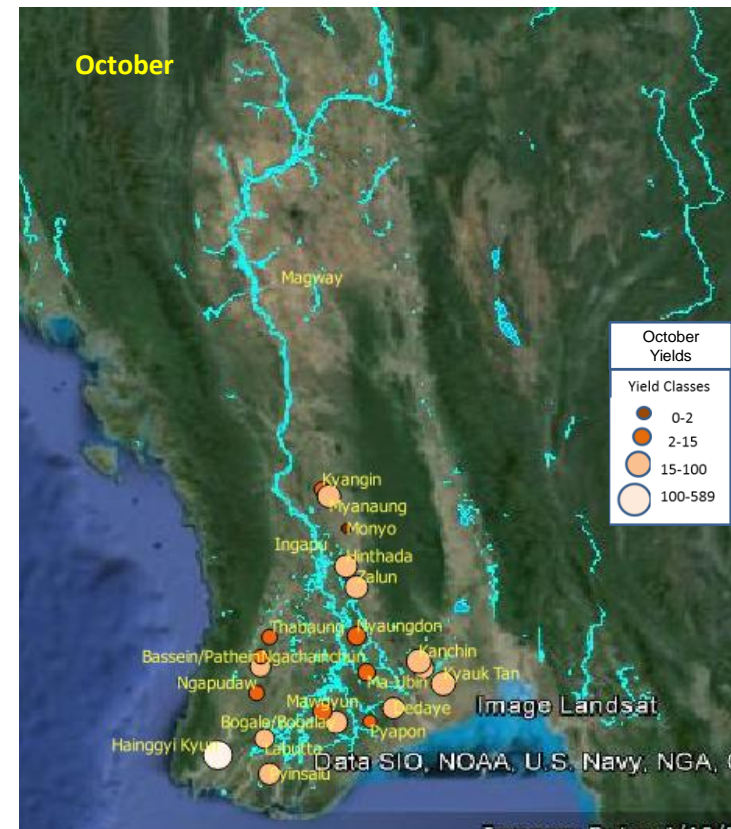 October
Magway
October
Yields
Yield Classes
0-2
2-15
15-100
100-589
Kyangin
Myanaung
Monyo
Ingapu
Hinthada
Zalun
Thabaung
Nyaungdon
Kanchin
Bassein/Pathein
Ngachainchun
Kyauk Tan
Ngapudaw
Ma-Ubin
Mawgyun
Dedaye
Image Landsat
Bogale/Bogalay
Pyapon
Hainggyi Kyun
Labutta
Data SIO, NOAA, U.S. Navy, NGA,
Pyinsalu